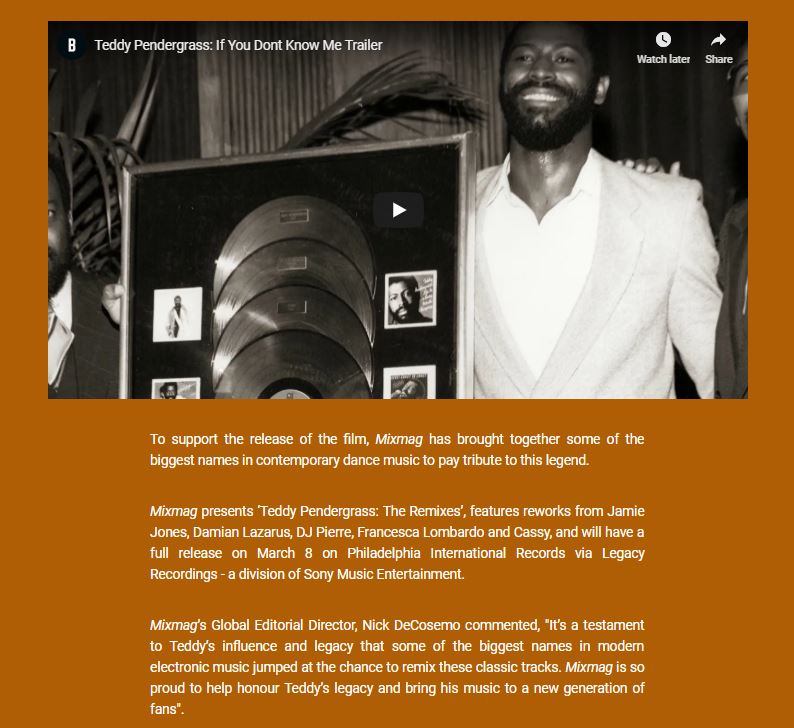 B Teddy Pendergrass: If You Dont Know Me Trailer
Watch later Share
To support the release of the film, Mixmag has brought together some of the
biggest names in contemporary dance music to pay tribute to this legend.
Mixmag presents 'Teddy Pendergrass: The Remixes', features reworks from Jamie
Jones, Damian Lazarus, DJ Pierre, Francesca Lombardo and Cassy, and will have a
full release on March 8 on Philadelphia International Records via Legacy
Recordings - a division of Sony Music Entertainment.
Mixmag's Global Editorial Director, Nick DeCosemo commented, "It's a testament
to Teddy's influence and legacy that some of the biggest names in modern
electronic music jumped at the chance to remix these classic tracks. Mixmag is so
proud to help honour Teddy's legacy and bring his music to a new generation of
fans".